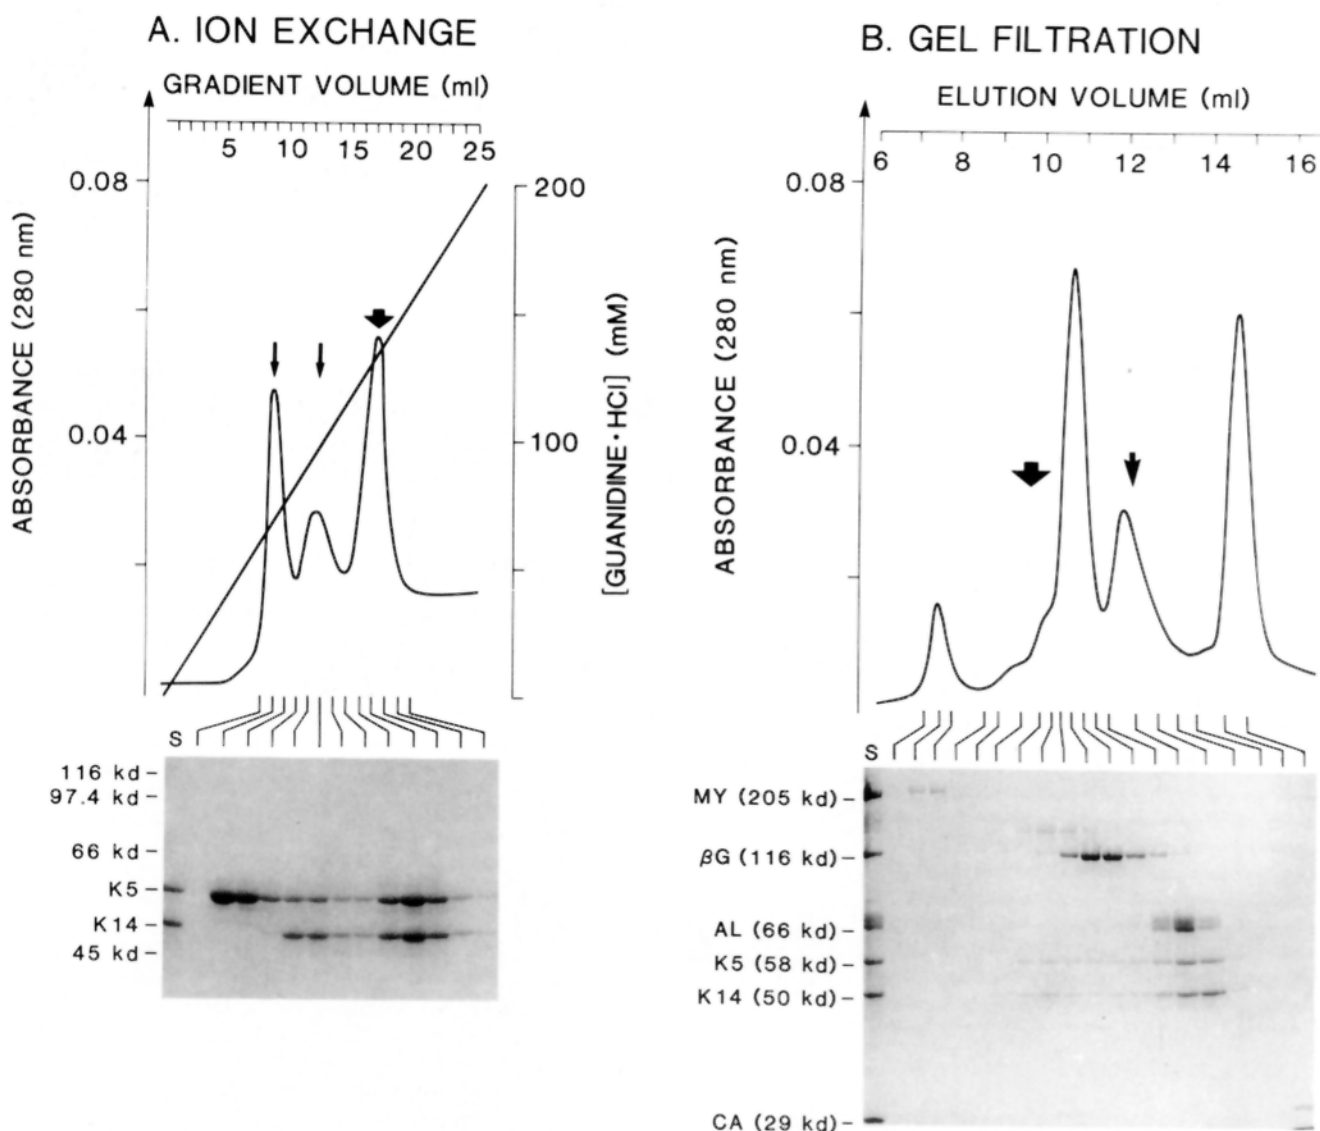 A. ION EXCHANGE
GRADIENT VOLUME (ml)
5 10 15 20 25
0.08
0.04
ABSORBANCE (280 nm)
200
100
[GUANIDINE·HCl] (mM)
S
116 kd
97.4 kd
66 kd
K5
K14
45 kd
B. GEL FILTRATION
ELUTION VOLUME (ml)
6 8 10 12 14 16
0.08
0.04
ABSORBANCE (280 nm)
S
MY (205 kd)
βG (116 kd)
AL (66 kd)
K5 (58 kd)
K14 (50 kd)
CA (29 kd)